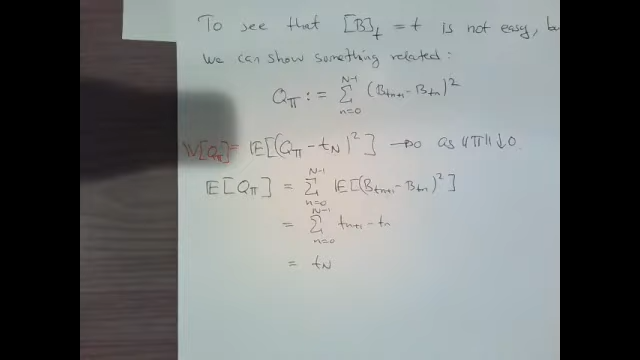 To see that [B]_t = t is not easy, bu
we can show something related:
Q_π := Σ_{n=0}^{N-1} (B_{t_{n+1}} - B_{t_n})²
V[Q_π] = E[(Q_π - t_N)²] → 0 as ||π|| ↓ 0.
E[Q_π] = Σ_{n=0}^{N-1} E[(B_{t_{n+1}} - B_{t_n})²]
= Σ_{n=0}^{N-1} t_{n+1} - t_n
= t_N